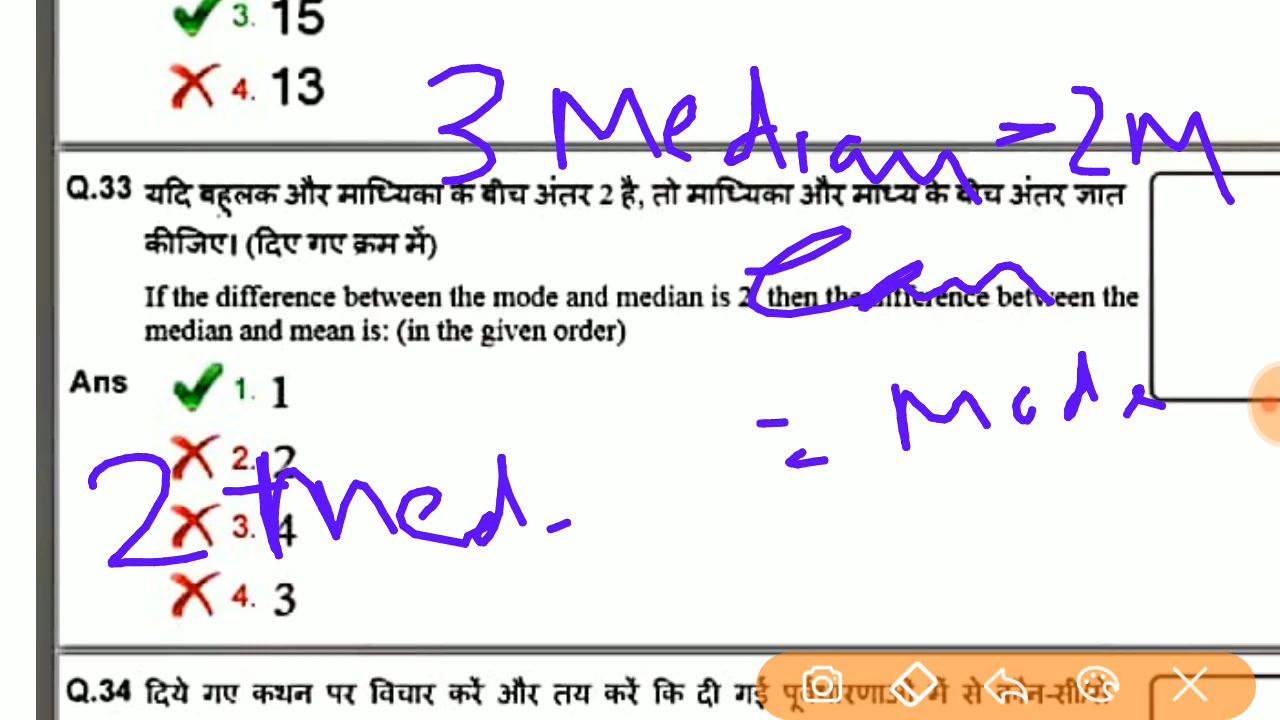 3. 15
4. 13
3 Median = 2 M
Q.33 यदि बहुलक और माध्यिका के बीच अंतर 2 है, तो माध्यिका और माध्य के बीच अंतर ज्ञात
कीजिए। (दिए गए क्रम में)
ean
If the difference between the mode and median is 2, then the difference between the
median and mean is: (in the given order)
= Mode
Ans 1. 1
2. 2
2 + Med -
3. 4
4. 3
Q.34 दिये गए कथन पर विचार करें और तय करें कि दी गई में से